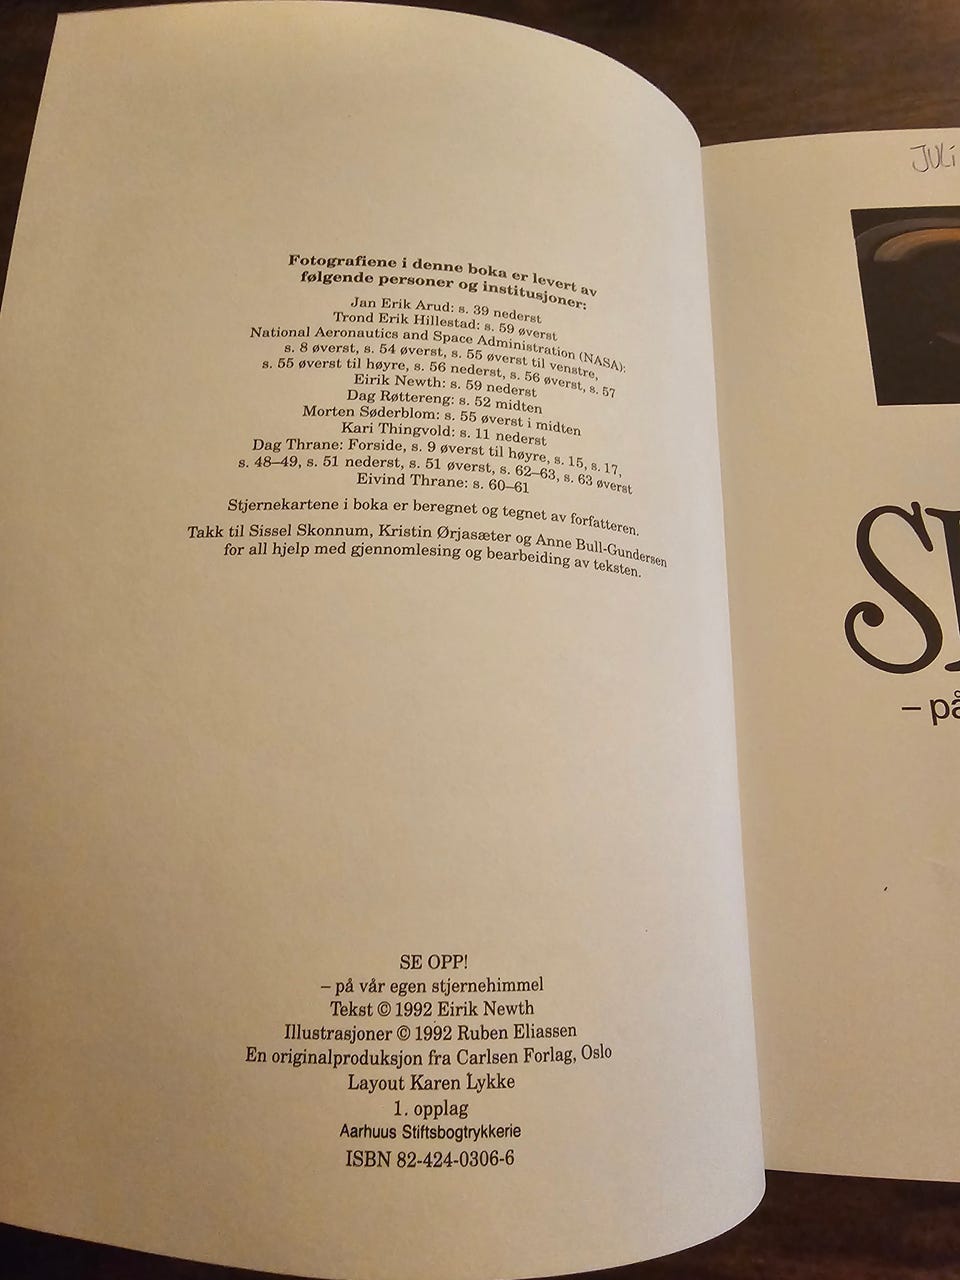 Fotografiene i denne boka er levert av
følgende personer og institusjoner:
Jan Erik Arud: s. 39 nederst
Trond Erik Hillestad: s. 59 øverst
National Aeronautics and Space Administration (NASA):
s. 8 øverst, s. 54 øverst, s. 55 øverst til venstre,
s. 55 øverst til høyre, s. 56 nederst, s. 56 øverst, s. 57
Eirik Newth: s. 59 nederst
Dag Røttereng: s. 52 midten
Morten Søderblom: s. 55 øverst i midten
Kari Thingvold: s. 11 nederst
Dag Thrane: Forside, s. 9 øverst til høyre, s. 15, s. 17,
s. 48–49, s. 51 nederst, s. 51 øverst, s. 62–63, s. 63 øverst
Eivind Thrane: s. 60–61
Stjernekartene i boka er beregnet og tegnet av forfatteren.
Takk til Sissel Skonnum, Kristin Ørjasæter og Anne Bull-Gundersen
for all hjelp med gjennomlesing og bearbeiding av teksten.
SE OPP!
– på vår egen stjernehimmel
Tekst © 1992 Eirik Newth
Illustrasjoner © 1992 Ruben Eliassen
En originalproduksjon fra Carlsen Forlag, Oslo
Layout Karen Lykke
1. opplag
Aarhuus Stiftsbogtrykkerie
ISBN 82-424-0306-6
JULi
S
– på